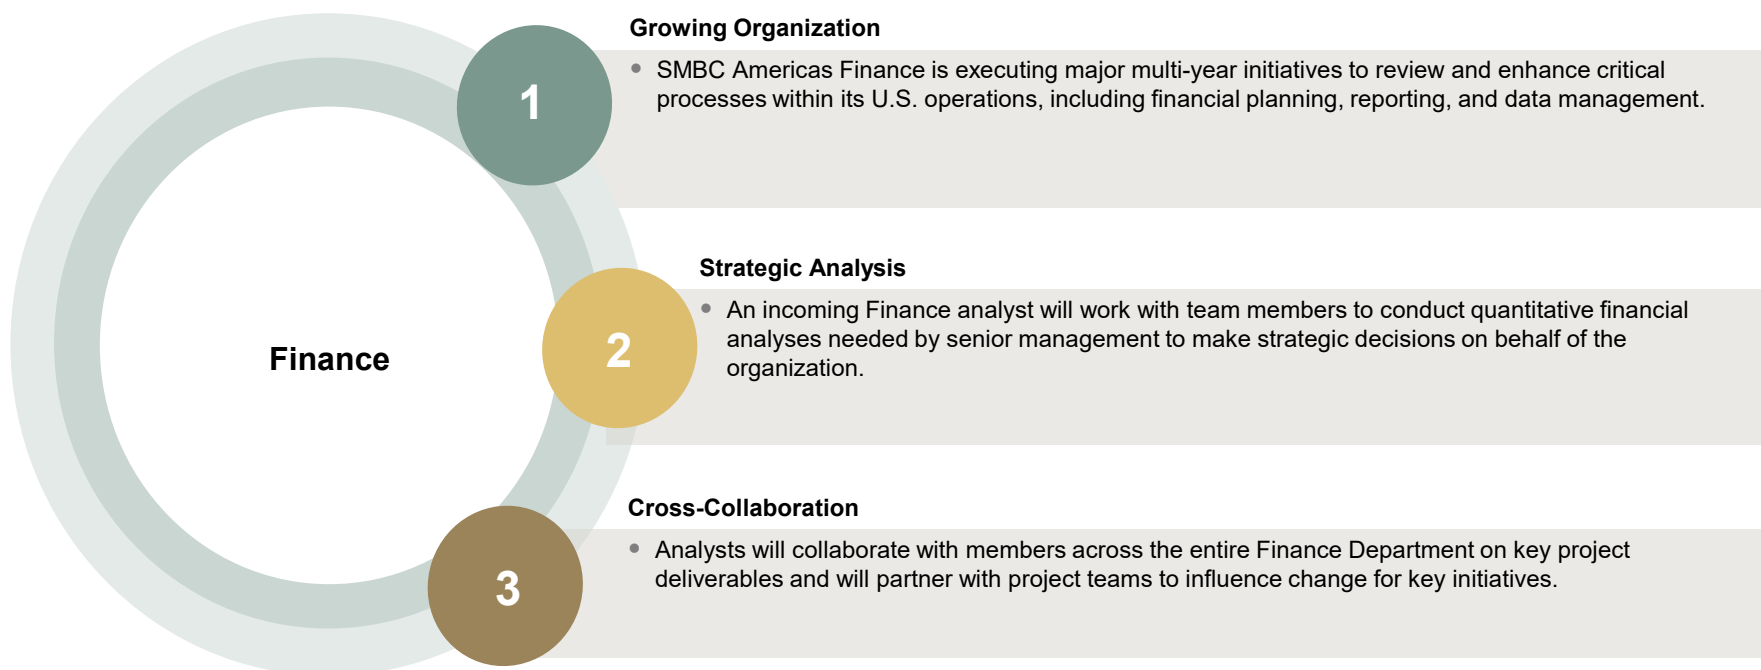 Finance
1
Growing Organization
• SMBC Americas Finance is executing major multi-year initiatives to review and enhance critical
processes within its U.S. operations, including financial planning, reporting, and data management.
2
Strategic Analysis
• An incoming Finance analyst will work with team members to conduct quantitative financial
analyses needed by senior management to make strategic decisions on behalf of the
organization.
3
Cross-Collaboration
• Analysts will collaborate with members across the entire Finance Department on key project
deliverables and will partner with project teams to influence change for key initiatives.